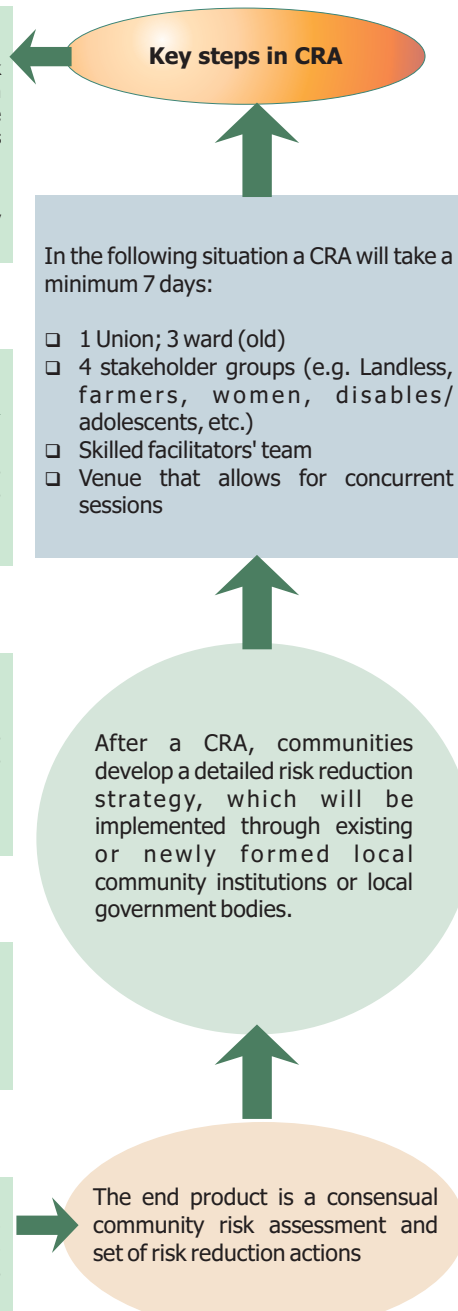 Key steps in CRA
In the following situation a CRA will take a
minimum 7 days:
❑ 1 Union; 3 ward (old)
❑ 4 stakeholder groups (e.g. Landless,
farmers, women, disables/
adolescents, etc.)
❑ Skilled facilitators' team
❑ Venue that allows for concurrent
sessions
After a CRA, communities
develop a detailed risk reduction
strategy, which will be
implemented through existing
or newly formed local
community institutions or local
government bodies.
The end product is a consensual
community risk assessment and
set of risk reduction actions